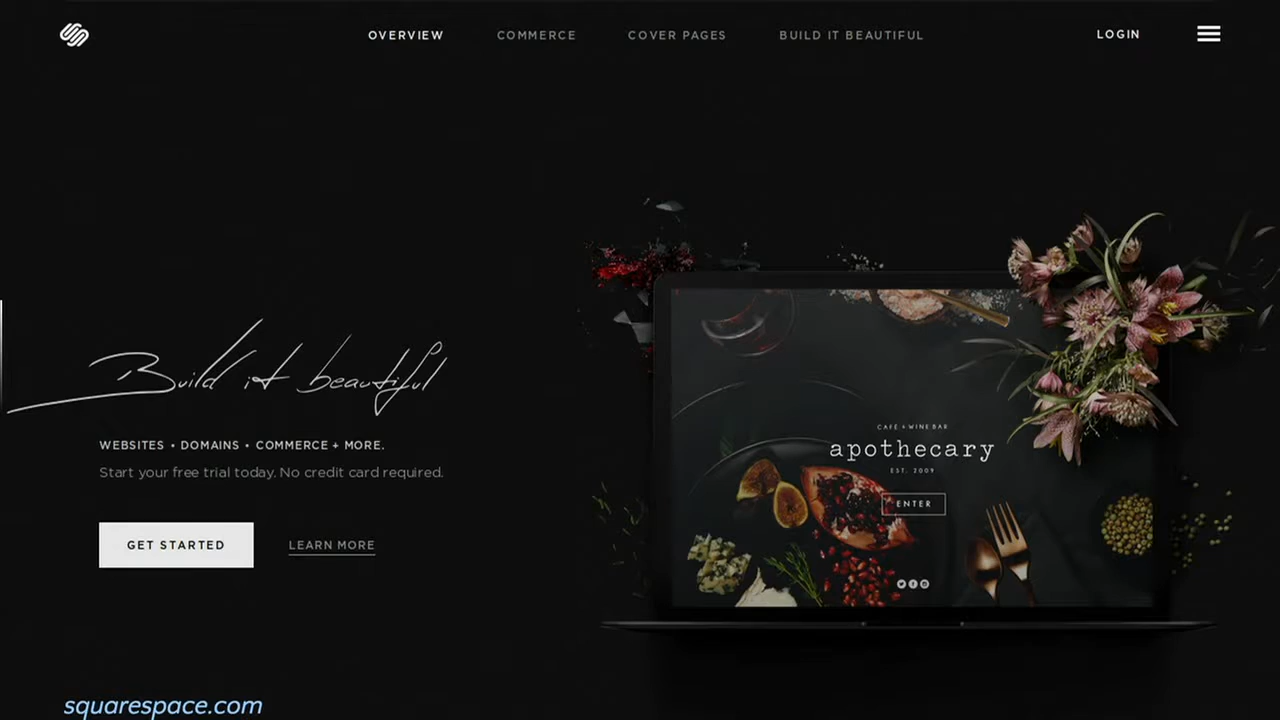 OVERVIEW
COMMERCE
COVER PAGES
BUILD IT BEAUTIFUL
LOGIN
Build it beautiful
WEBSITES • DOMAINS • COMMERCE + MORE.
Start your free trial today. No credit card required.
GET STARTED
LEARN MORE
CAFÉ + WINE BAR
apothecary
EST. 2009
ENTER
squarespace.com